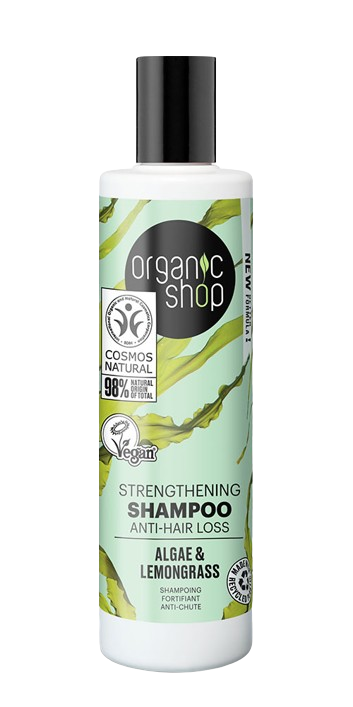 organic
shop
NEW FORMULA!
COSMOS
NATURAL
98% NATURAL
ORIGIN
OF TOTAL
Vegan
STRENGTHENING
SHAMPOO
ANTI-HAIR LOSS
ALGAE &
LEMONGRASS
SHAMPOING
FORTIFIANT
ANTI-CHUTE